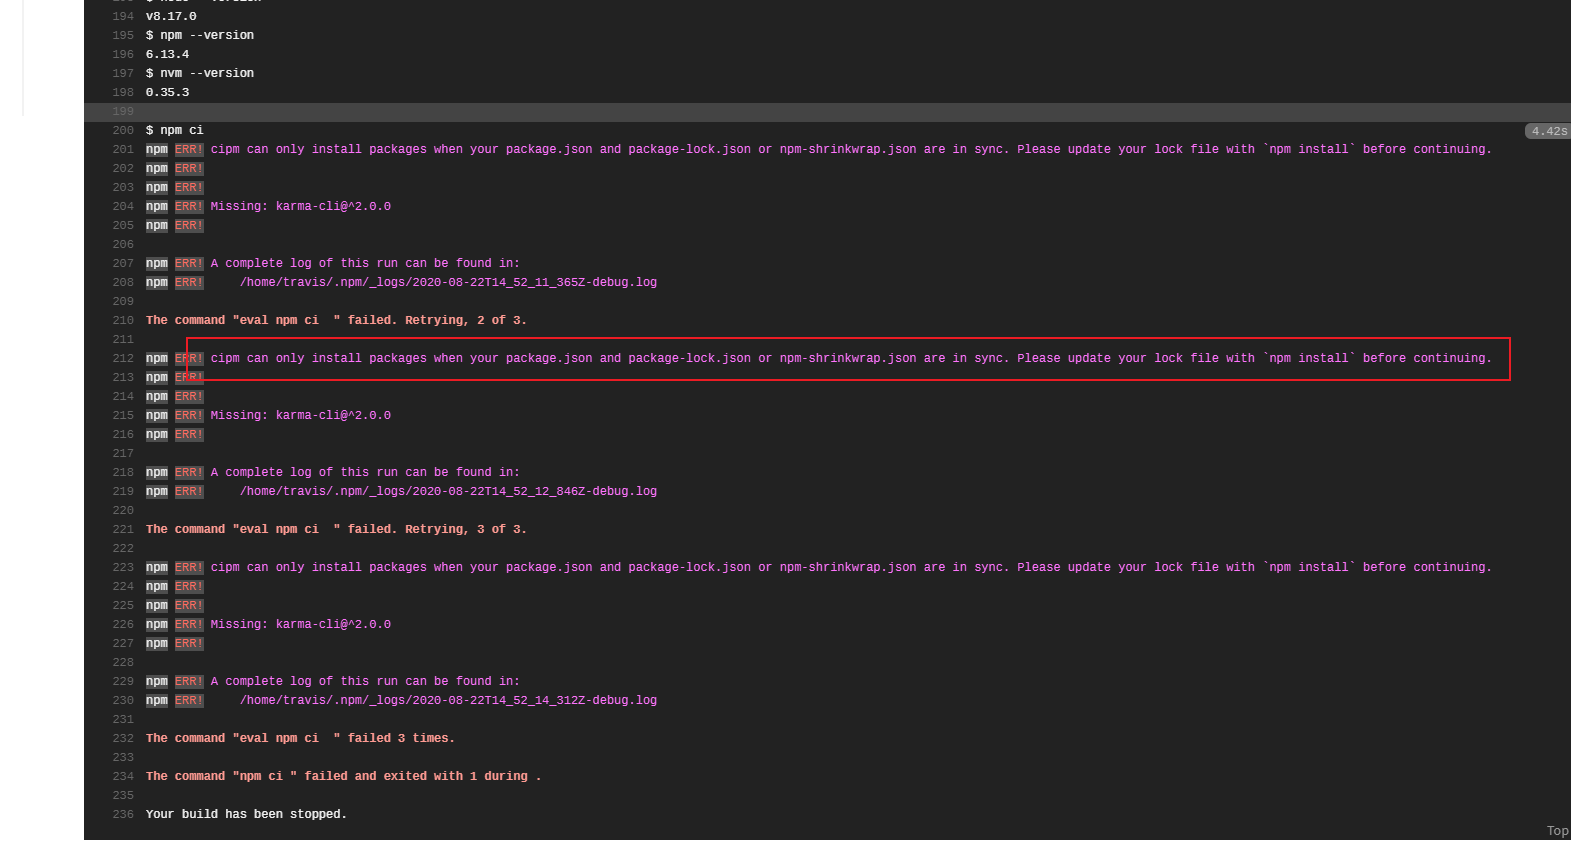 194 v8.17.0
195 $ npm --version
196 6.13.4
197 $ nvm --version
198 0.35.3
199
200 $ npm ci 4.42s
201 npm ERR! cipm can only install packages when your package.json and package-lock.json or npm-shrinkwrap.json are in sync. Please update your lock file with `npm install` before continuing.
202 npm ERR!
203 npm ERR!
204 npm ERR! Missing: karma-cli@^2.0.0
205 npm ERR!
206
207 npm ERR! A complete log of this run can be found in:
208 npm ERR!     /home/travis/.npm/_logs/2020-08-22T14_52_11_365Z-debug.log
209
210 The command "eval npm ci  " failed. Retrying, 2 of 3.
211
212 npm ERR! cipm can only install packages when your package.json and package-lock.json or npm-shrinkwrap.json are in sync. Please update your lock file with `npm install` before continuing.
213 npm ERR!
214 npm ERR!
215 npm ERR! Missing: karma-cli@^2.0.0
216 npm ERR!
217
218 npm ERR! A complete log of this run can be found in:
219 npm ERR!     /home/travis/.npm/_logs/2020-08-22T14_52_12_846Z-debug.log
220
221 The command "eval npm ci  " failed. Retrying, 3 of 3.
222
223 npm ERR! cipm can only install packages when your package.json and package-lock.json or npm-shrinkwrap.json are in sync. Please update your lock file with `npm install` before continuing.
224 npm ERR!
225 npm ERR!
226 npm ERR! Missing: karma-cli@^2.0.0
227 npm ERR!
228
229 npm ERR! A complete log of this run can be found in:
230 npm ERR!     /home/travis/.npm/_logs/2020-08-22T14_52_14_312Z-debug.log
231
232 The command "eval npm ci  " failed 3 times.
233
234 The command "npm ci " failed and exited with 1 during .
235
236 Your build has been stopped.
Top